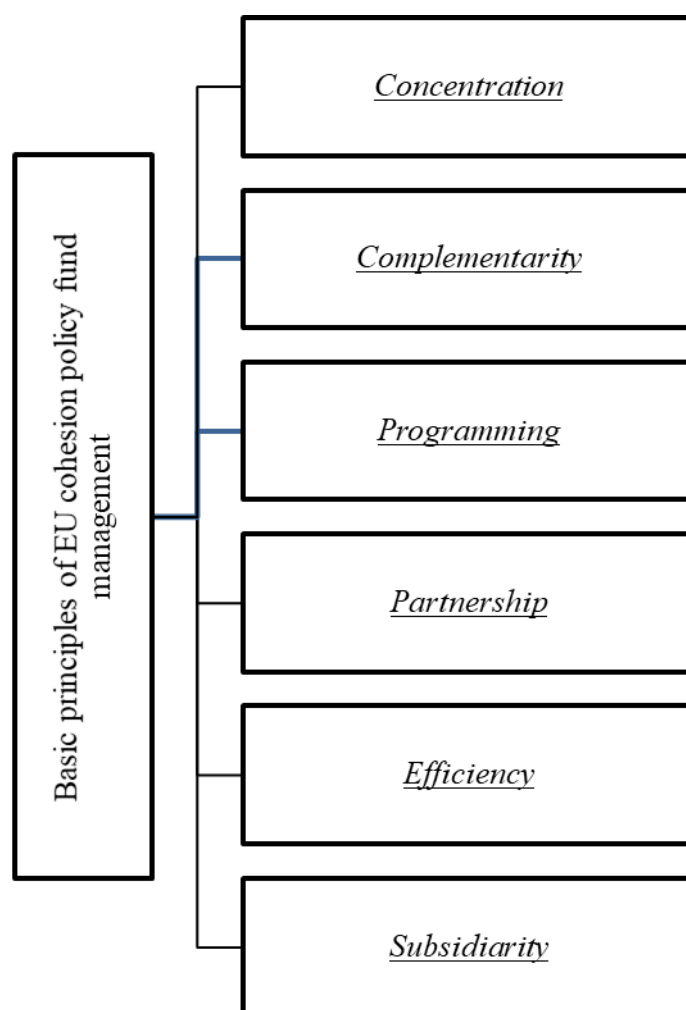 Basic principles of EU cohesion policy fund
management
Concentration
Complementarity
Programming
Partnership
Efficiency
Subsidiarity